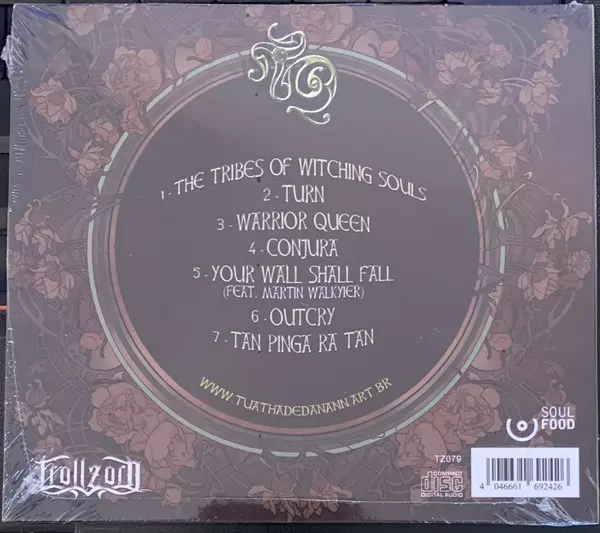 1 - THE TRIBES OF WITCHING SOULS
2 - TURN
3 - WARRIOR QUEEN
4 - CONJURA
5 - YOUR WALL SHALL FALL
(FEAT. MARTIN WALKYIER)
6 - OUTCRY
7 - TAN PINGA RA TAN
WWW.TUATHADEDANANN.ART.BR
SOUL
FOOD
Trollzorn
TZ079
COMPACT
disc
DIGITAL AUDIO
4 046661 692426